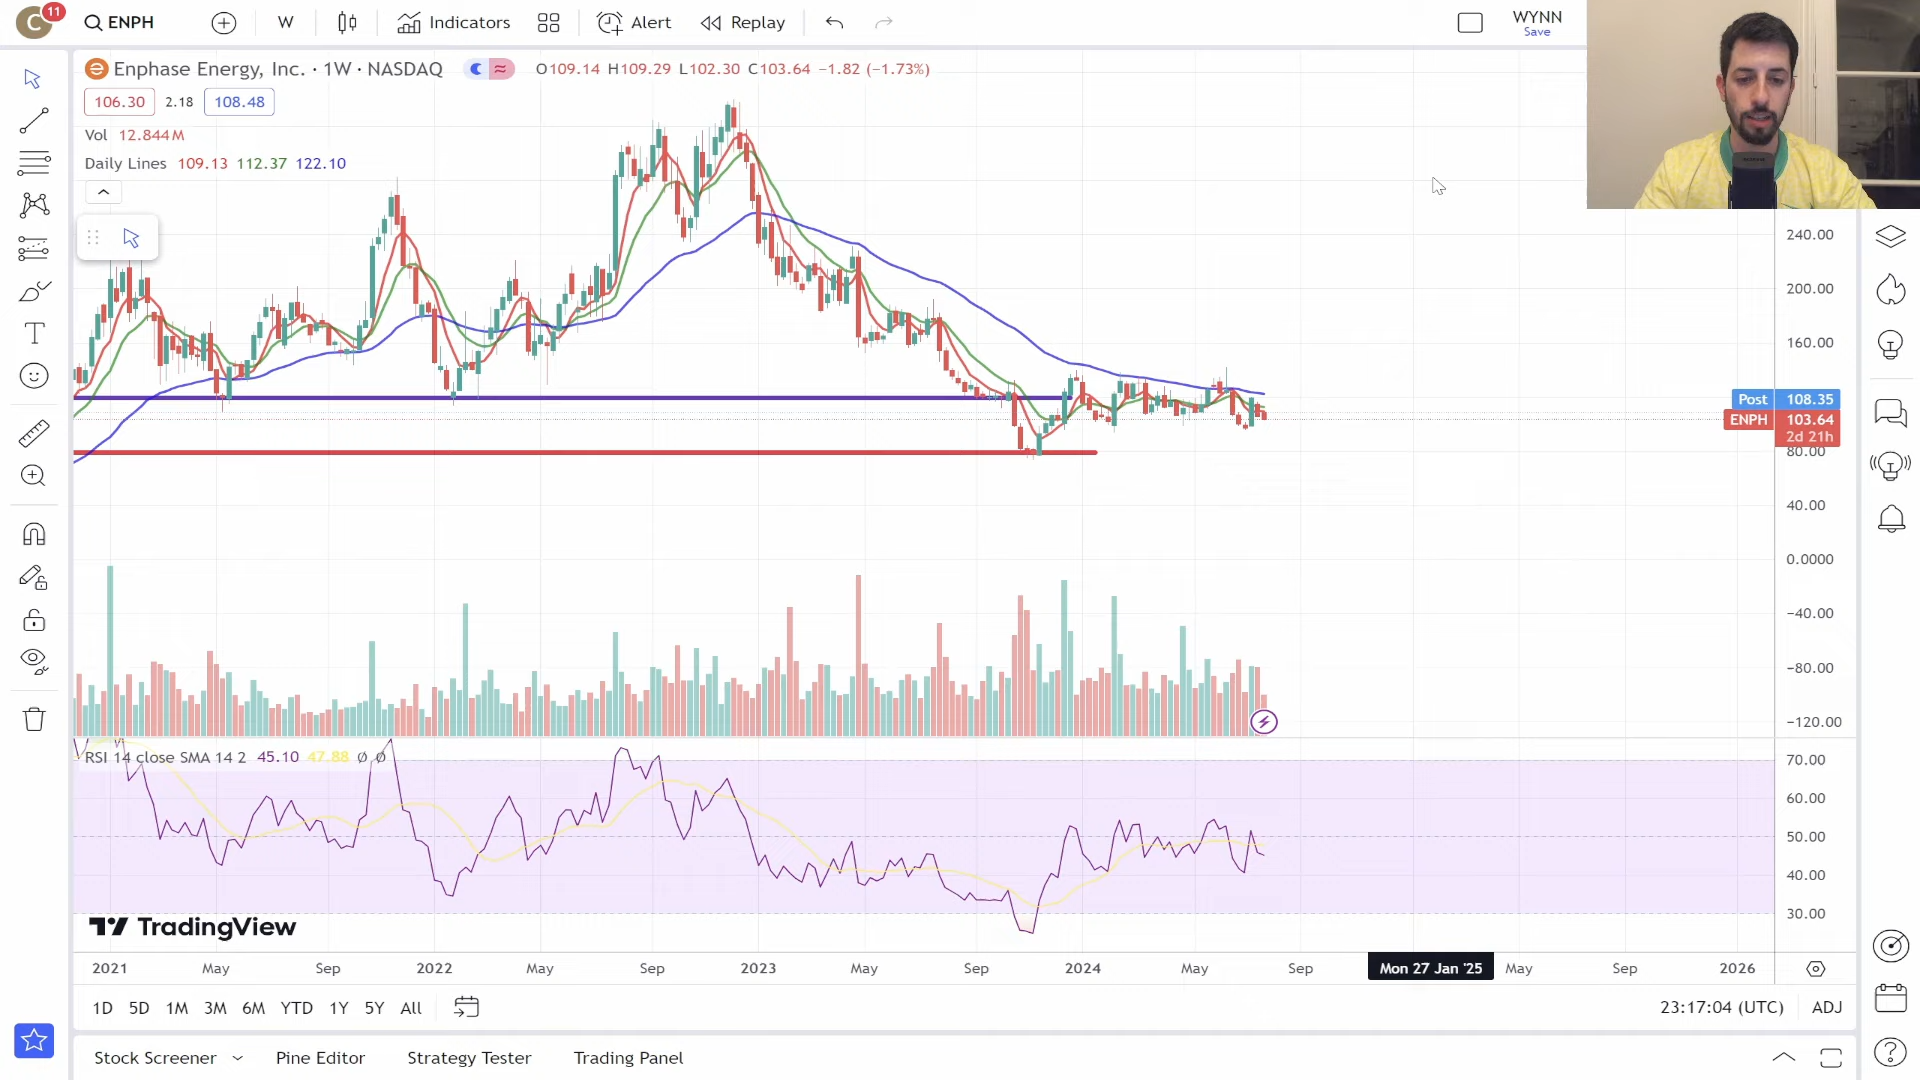 C 11 ENPH W Indicators Alert Replay WYNN
Save
Enphase Energy, Inc. · 1W · NASDAQ O109.14 H109.29 L102.30 C103.64 −1.82 (−1.73%)
106.30 2.18 108.48
Vol 12.844M
Daily Lines 109.13 112.37 122.10
240.00
200.00
160.00
Post 108.35
ENPH 103.64
2d 21h
80.00
40.00
0.0000
−40.00
−80.00
−120.00
RSI 14 close SMA 14 2 45.10 47.88 Ø Ø
70.00
60.00
50.00
40.00
30.00
TradingView
2021 May Sep 2022 May Sep 2023 May Sep 2024 May Sep Mon 27 Jan '25 May Sep 2026
1D 5D 1M 3M 6M YTD 1Y 5Y All 23:17:04 (UTC) ADJ
Stock Screener Pine Editor Strategy Tester Trading Panel